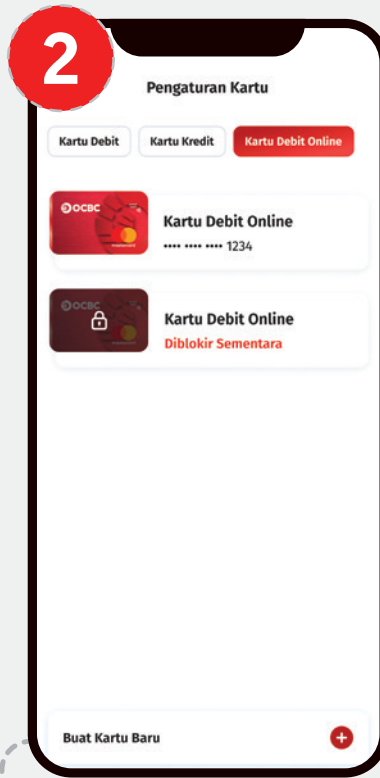 2
Pengaturan Kartu
Kartu Debit Kartu Kredit Kartu Debit Online
OCBC
Kartu Debit Online
•••• •••• •••• 1234
OCBC
Kartu Debit Online
Diblokir Sementara
Buat Kartu Baru